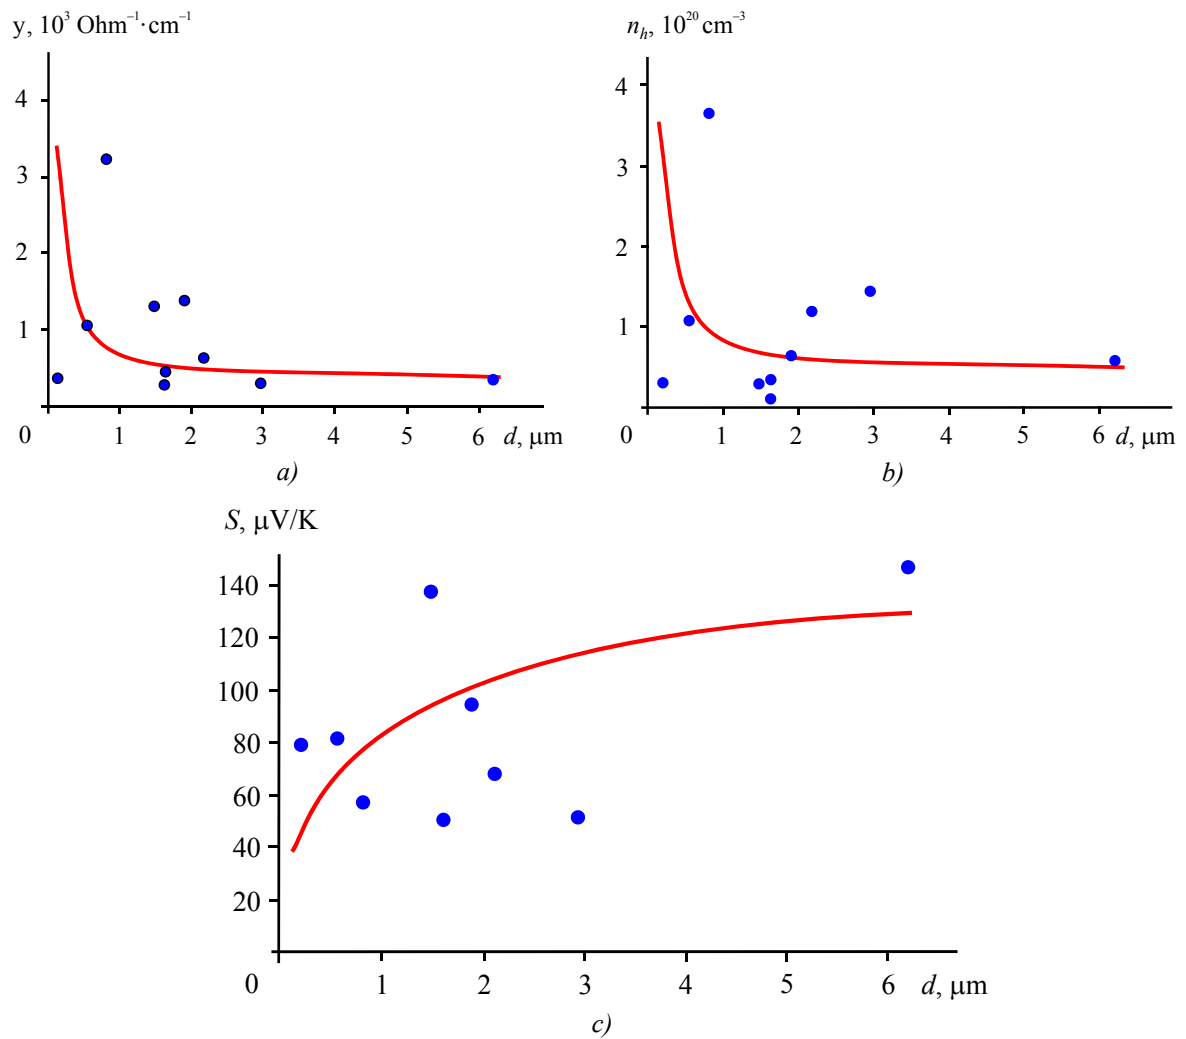 y, 10³ Ohm⁻¹·cm⁻¹
4
3
2
1
0 1 2 3 4 5 6 d, μm
a)
nₕ, 10²⁰ cm⁻³
4
3
2
1
0 1 2 3 4 5 6 d, μm
b)
S, μV/K
140
120
100
80
60
40
20
0 1 2 3 4 5 6 d, μm
c)